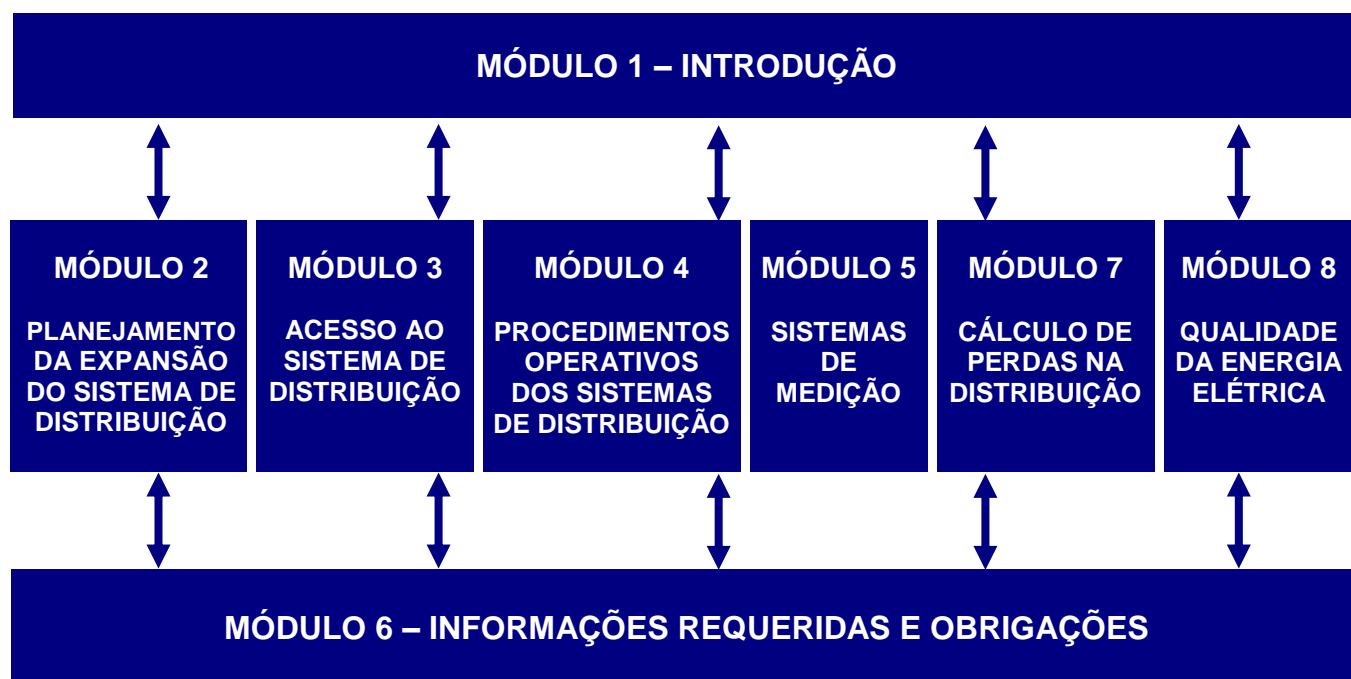 MÓDULO 1 – INTRODUÇÃO
MÓDULO 2
PLANEJAMENTO
DA EXPANSÃO
DO SISTEMA DE
DISTRIBUIÇÃO
MÓDULO 3
ACESSO AO
SISTEMA DE
DISTRIBUIÇÃO
MÓDULO 4
PROCEDIMENTOS
OPERATIVOS
DOS SISTEMAS
DE DISTRIBUIÇÃO
MÓDULO 5
SISTEMAS
DE
MEDIÇÃO
MÓDULO 7
CÁLCULO DE
PERDAS NA
DISTRIBUIÇÃO
MÓDULO 8
QUALIDADE
DA ENERGIA
ELÉTRICA
MÓDULO 6 – INFORMAÇÕES REQUERIDAS E OBRIGAÇÕES